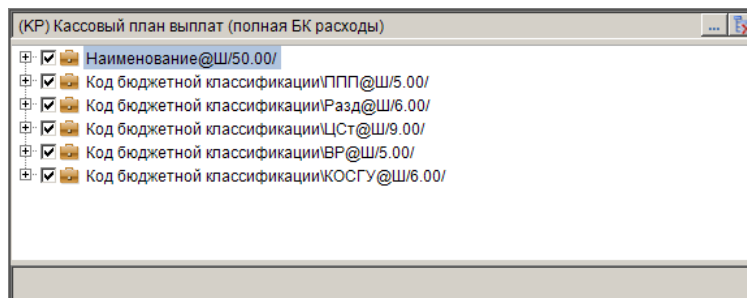 (КР) Кассовый план выплат (полная БК расходы)
...
Наименование@Ш/50.00/
Код бюджетной классификации\ППП@Ш/5.00/
Код бюджетной классификации\Разд@Ш/6.00/
Код бюджетной классификации\ЦСт@Ш/9.00/
Код бюджетной классификации\ВР@Ш/5.00/
Код бюджетной классификации\КОСГУ@Ш/6.00/